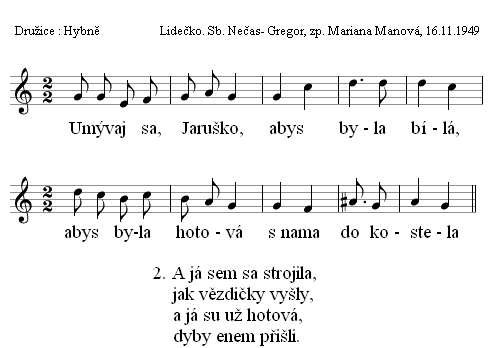 Družice : Hybně
Lidečko. Sb. Nečas- Gregor, zp. Mariana Manová, 16.11.1949
Umývaj sa, Jaruško, abys by - la bí - lá,
abys by-la hoto - vá s nama do ko - ste - la
2. A já sem sa strojila,
jak vězdičky vyšly,
a já su už hotová,
dyby enem přišli.